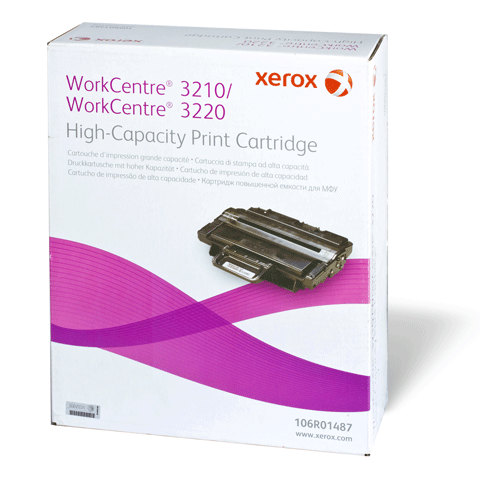 WorkCentre® 3210/
WorkCentre® 3220
xerox
High-Capacity Print Cartridge
Cartouche d'impression grande capacité • Cartuccia di stampa ad alta capacità
Druckkartusche mit hoher Kapazität • Cartucho de impresión de alta capacidad
Cartucho de impressão de alta capacidade • Картридж повышенной емкости для МФУ
xerox
106R01487
www.xerox.com